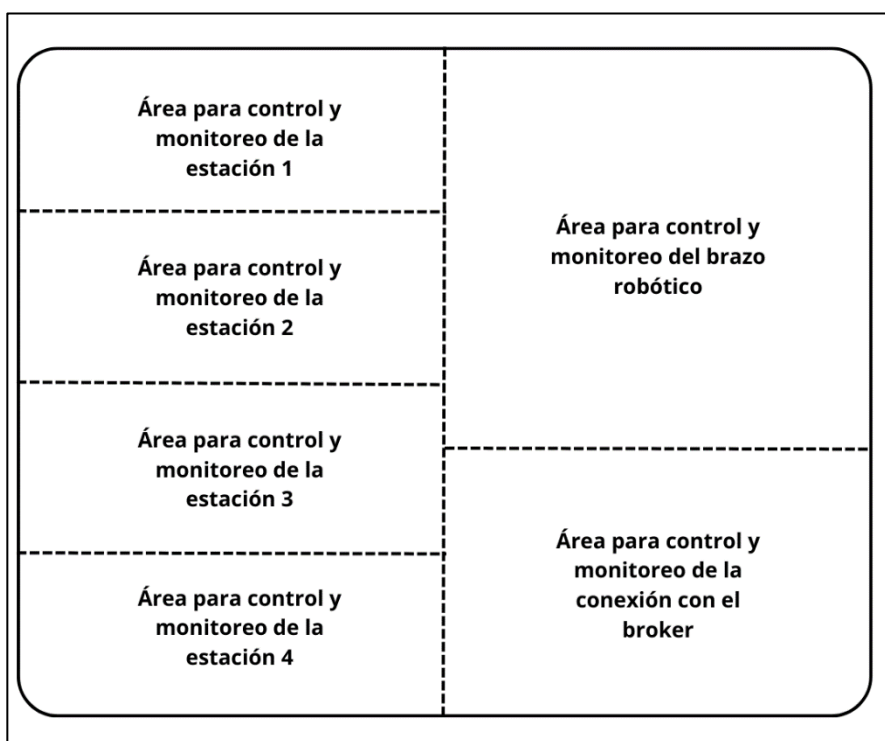 Área para control y
monitoreo de la
estación 1
Área para control y
monitoreo de la
estación 2
Área para control y
monitoreo de la
estación 3
Área para control y
monitoreo de la
estación 4
Área para control y
monitoreo del brazo
robótico
Área para control y
monitoreo de la
conexión con el
broker